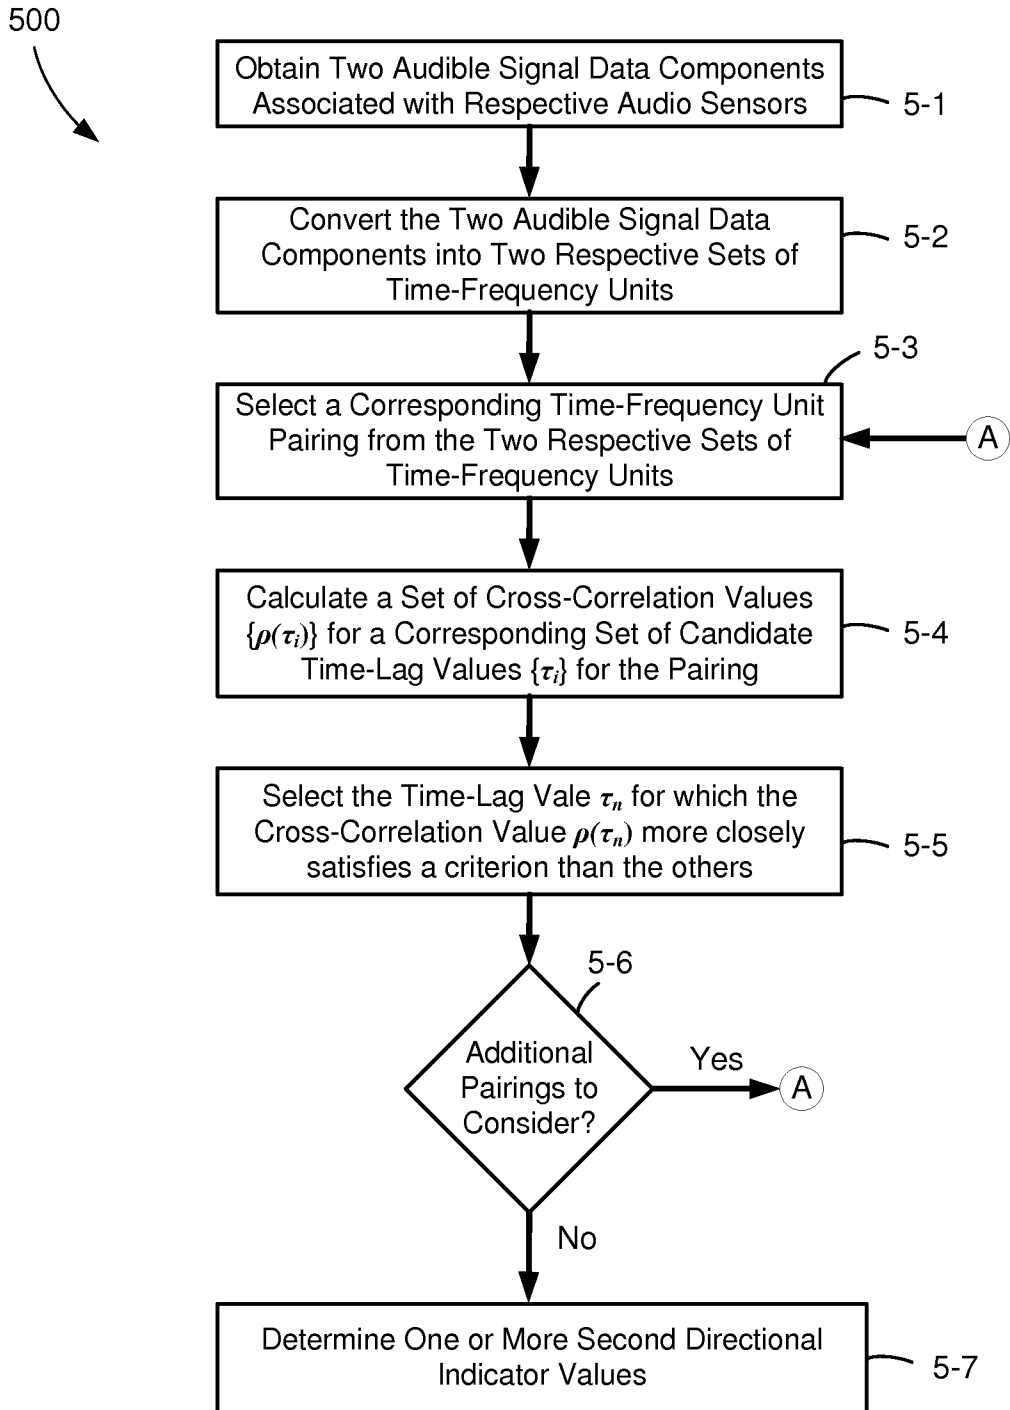 500
Obtain Two Audible Signal Data Components
Associated with Respective Audio Sensors
5-1
Convert the Two Audible Signal Data
Components into Two Respective Sets of
Time-Frequency Units
5-2
5-3
Select a Corresponding Time-Frequency Unit
Pairing from the Two Respective Sets of
Time-Frequency Units
A
Calculate a Set of Cross-Correlation Values
{ρ(τi)} for a Corresponding Set of Candidate
Time-Lag Values {τi} for the Pairing
5-4
Select the Time-Lag Vale τn for which the
Cross-Correlation Value ρ(τn) more closely
satisfies a criterion than the others
5-5
5-6
Additional
Pairings to
Consider?
Yes
A
No
Determine One or More Second Directional
Indicator Values
5-7